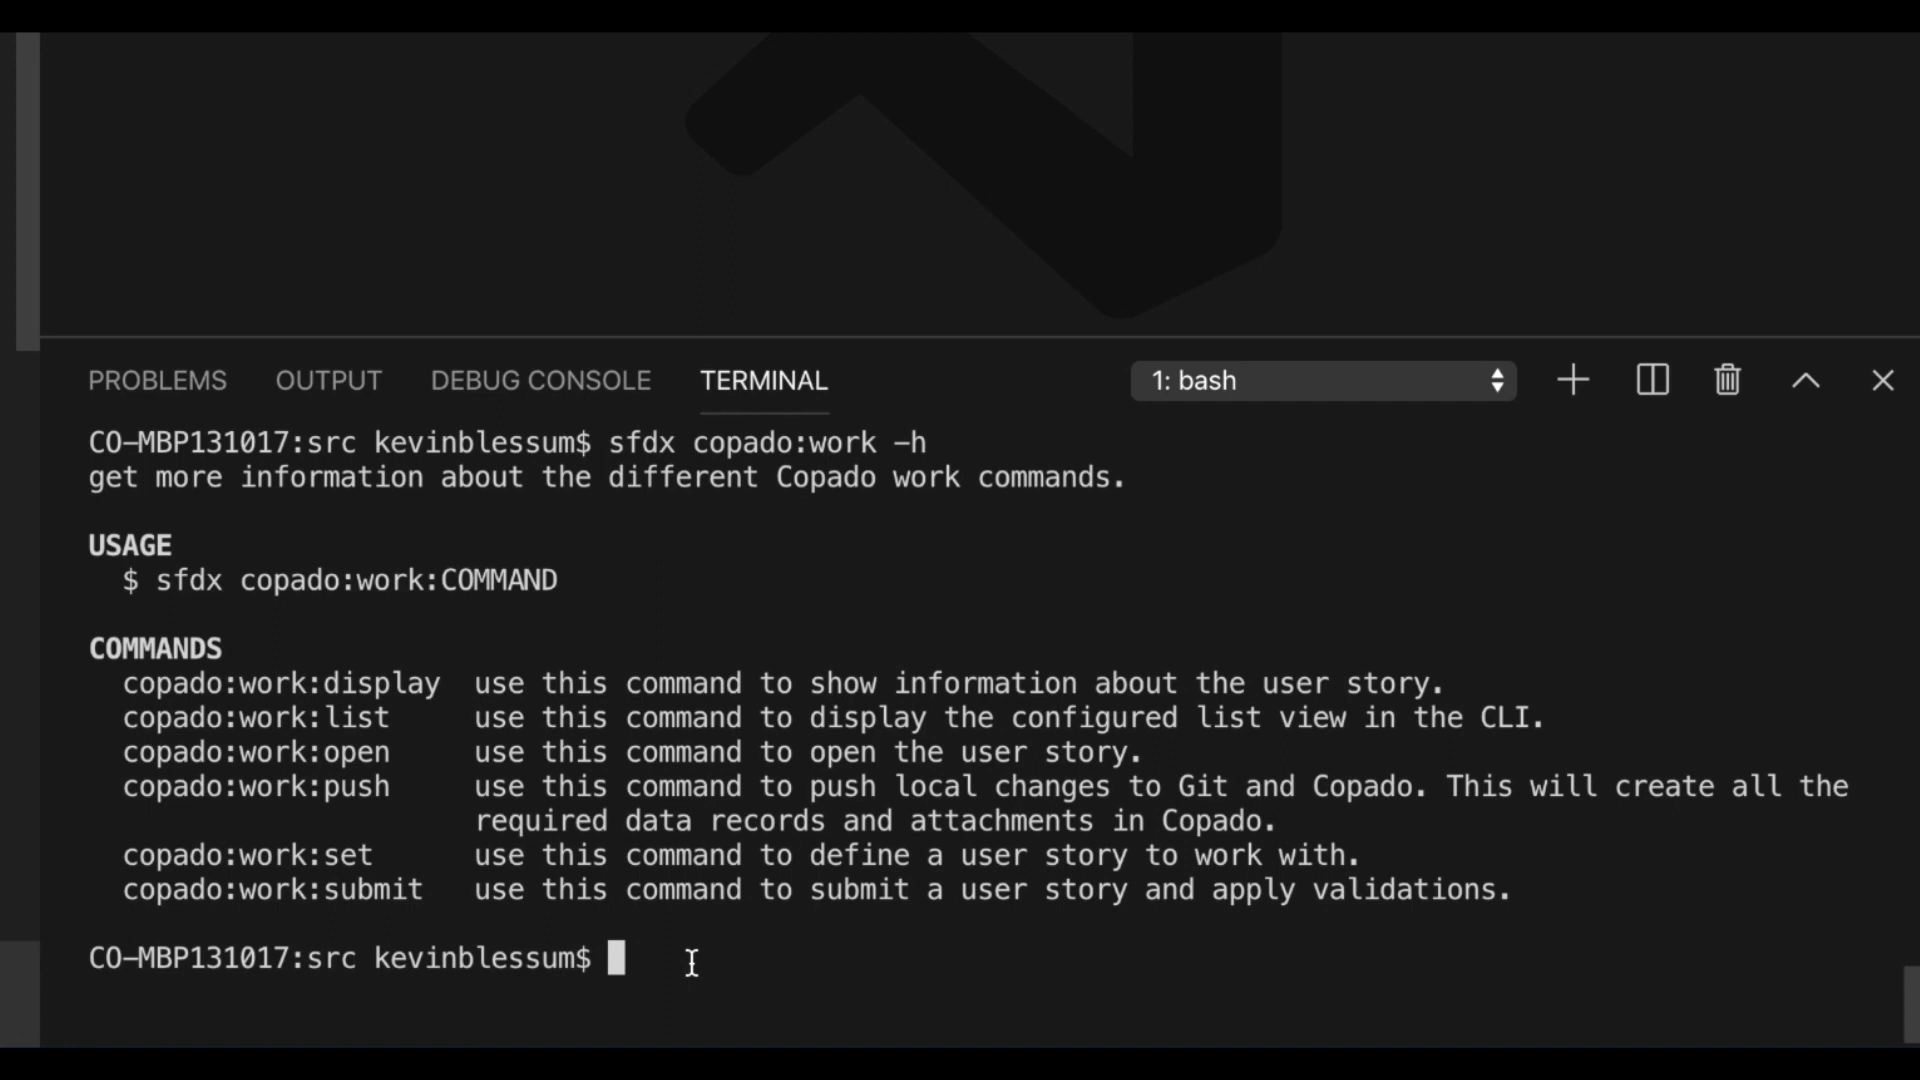 PROBLEMS OUTPUT DEBUG CONSOLE TERMINAL 1: bash
CO-MBP131017:src kevinblessum$ sfdx copado:work -h
get more information about the different Copado work commands.
USAGE
$ sfdx copado:work:COMMAND
COMMANDS
copado:work:display use this command to show information about the user story.
copado:work:list use this command to display the configured list view in the CLI.
copado:work:open use this command to open the user story.
copado:work:push use this command to push local changes to Git and Copado. This will create all the
required data records and attachments in Copado.
copado:work:set use this command to define a user story to work with.
copado:work:submit use this command to submit a user story and apply validations.
CO-MBP131017:src kevinblessum$